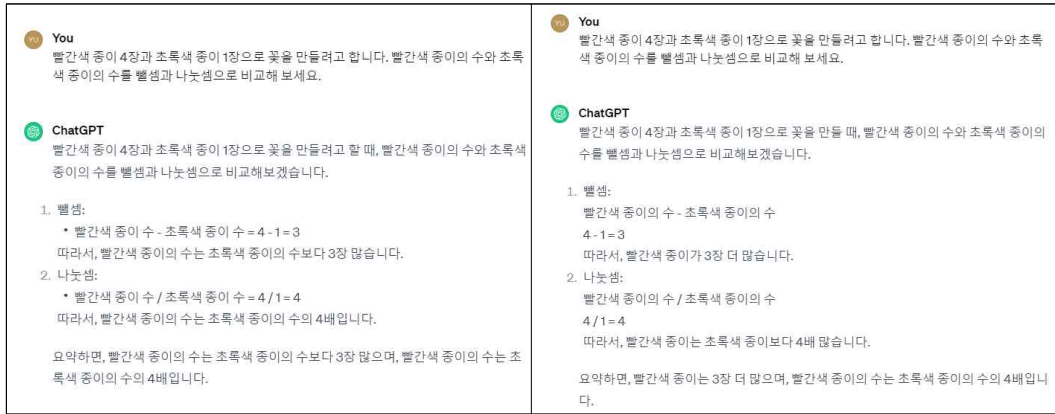 YU You
빨간색 종이 4장과 초록색 종이 1장으로 꽃을 만들려고 합니다. 빨간색 종이의 수와 초록
색 종이의 수를 뺄셈과 나눗셈으로 비교해 보세요.
ChatGPT
빨간색 종이 4장과 초록색 종이 1장으로 꽃을 만들려고 할 때, 빨간색 종이의 수와 초록색
종이의 수를 뺄셈과 나눗셈으로 비교해보겠습니다.
1. 뺄셈:
• 빨간색 종이 수 - 초록색 종이 수 = 4 - 1 = 3
따라서, 빨간색 종이의 수는 초록색 종이의 수보다 3장 많습니다.
2. 나눗셈:
• 빨간색 종이 수 / 초록색 종이 수 = 4 / 1 = 4
따라서, 빨간색 종이의 수는 초록색 종이의 수의 4배입니다.
요약하면, 빨간색 종이의 수는 초록색 종이의 수보다 3장 많으며, 빨간색 종이의 수는 초
록색 종이의 수의 4배입니다.
YU You
빨간색 종이 4장과 초록색 종이 1장으로 꽃을 만들려고 합니다. 빨간색 종이의 수와 초록
색 종이의 수를 뺄셈과 나눗셈으로 비교해 보세요.
ChatGPT
빨간색 종이 4장과 초록색 종이 1장으로 꽃을 만들 때, 빨간색 종이의 수와 초록색 종이의
수를 뺄셈과 나눗셈으로 비교해보겠습니다.
1. 뺄셈:
빨간색 종이의 수 - 초록색 종이의 수
4 - 1 = 3
따라서, 빨간색 종이가 3장 더 많습니다.
2. 나눗셈:
빨간색 종이의 수 / 초록색 종이의 수
4 / 1 = 4
따라서, 빨간색 종이는 초록색 종이보다 4배 많습니다.
요약하면, 빨간색 종이는 3장 더 많으며, 빨간색 종이의 수는 초록색 종이의 수의 4배입니
다.